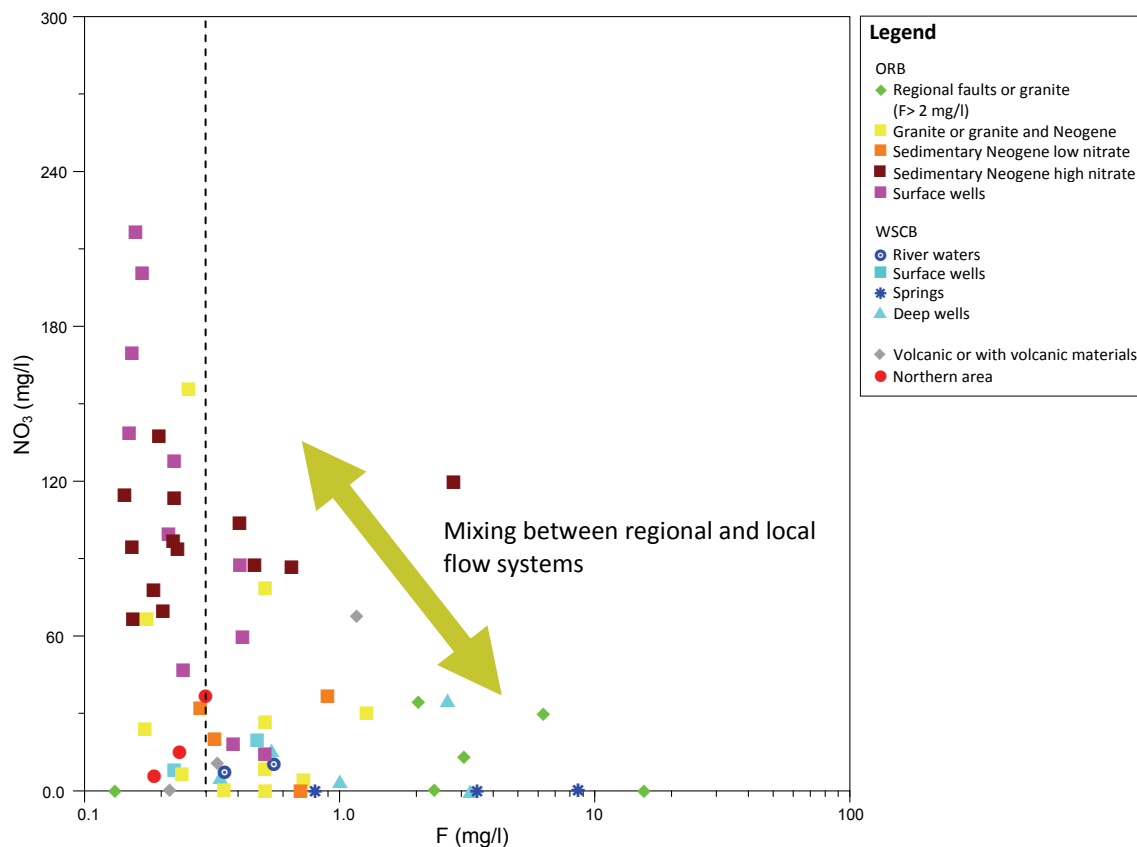 300
240
180
120
60
0.0
NO3 (mg/l)
0.1
1.0
10
100
F (mg/l)
Mixing between regional and local
flow systems
Legend
ORB
Regional faults or granite
(F> 2 mg/l)
Granite or granite and Neogene
Sedimentary Neogene low nitrate
Sedimentary Neogene high nitrate
Surface wells
WSCB
River waters
Surface wells
Springs
Deep wells
Volcanic or with volcanic materials
Northern area